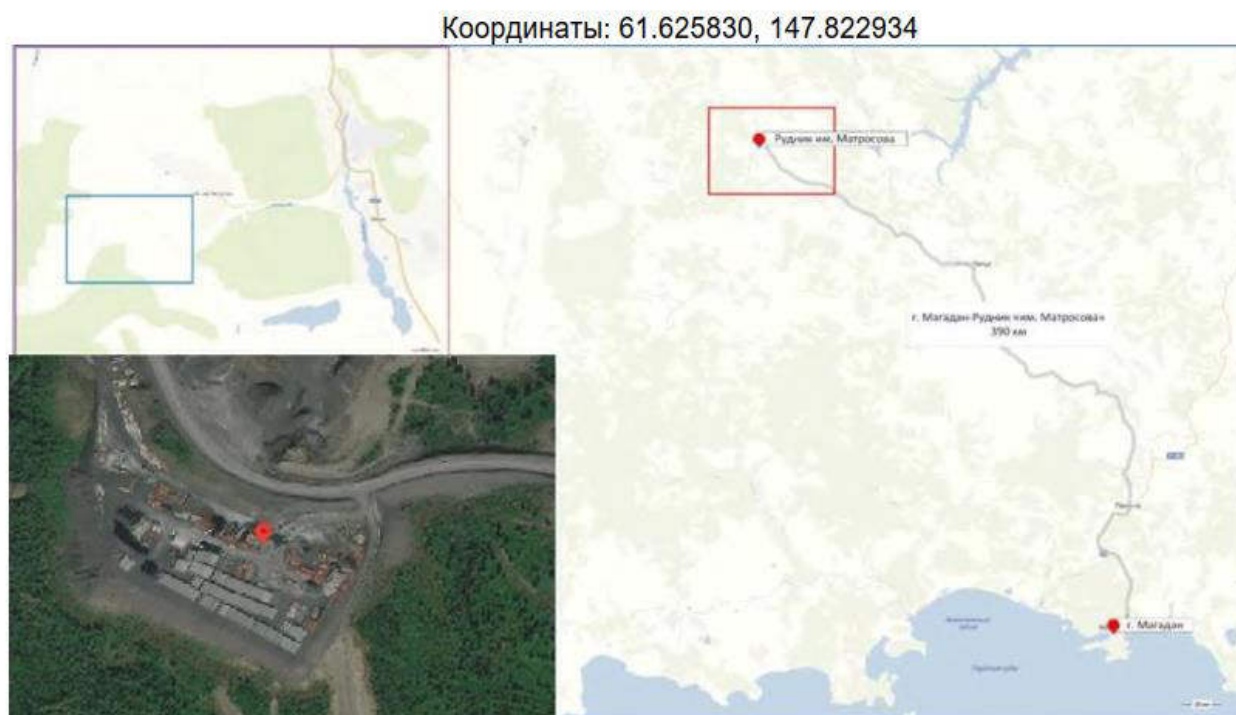 Координаты: 61.625830, 147.822934
Рудник им. Матросова
г. Магадан-Рудник «им. Матросова»
390 км
г. Магадан